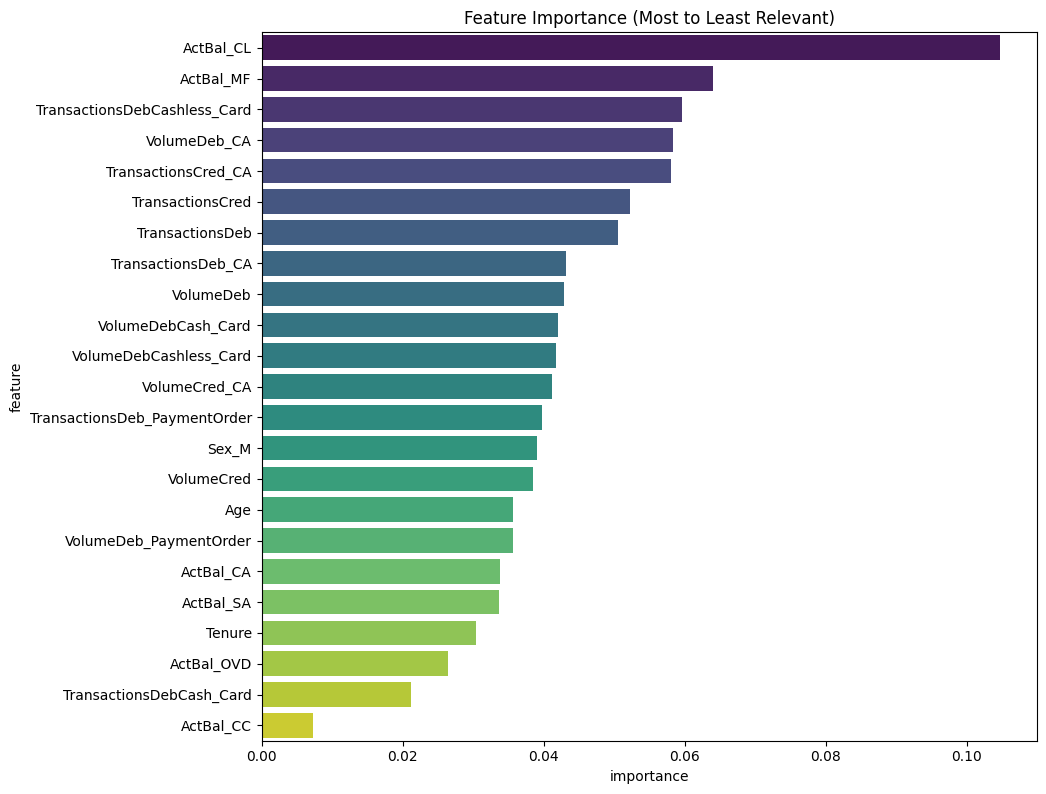 Feature Importance (Most to Least Relevant)
feature
ActBal_CL
ActBal_MF
TransactionsDebCashless_Card
VolumeDeb_CA
TransactionsCred_CA
TransactionsCred
TransactionsDeb
TransactionsDeb_CA
VolumeDeb
VolumeDebCash_Card
VolumeDebCashless_Card
VolumeCred_CA
TransactionsDeb_PaymentOrder
Sex_M
VolumeCred
Age
VolumeDeb_PaymentOrder
ActBal_CA
ActBal_SA
Tenure
ActBal_OVD
TransactionsDebCash_Card
ActBal_CC
0.00 0.02 0.04 0.06 0.08 0.10
importance